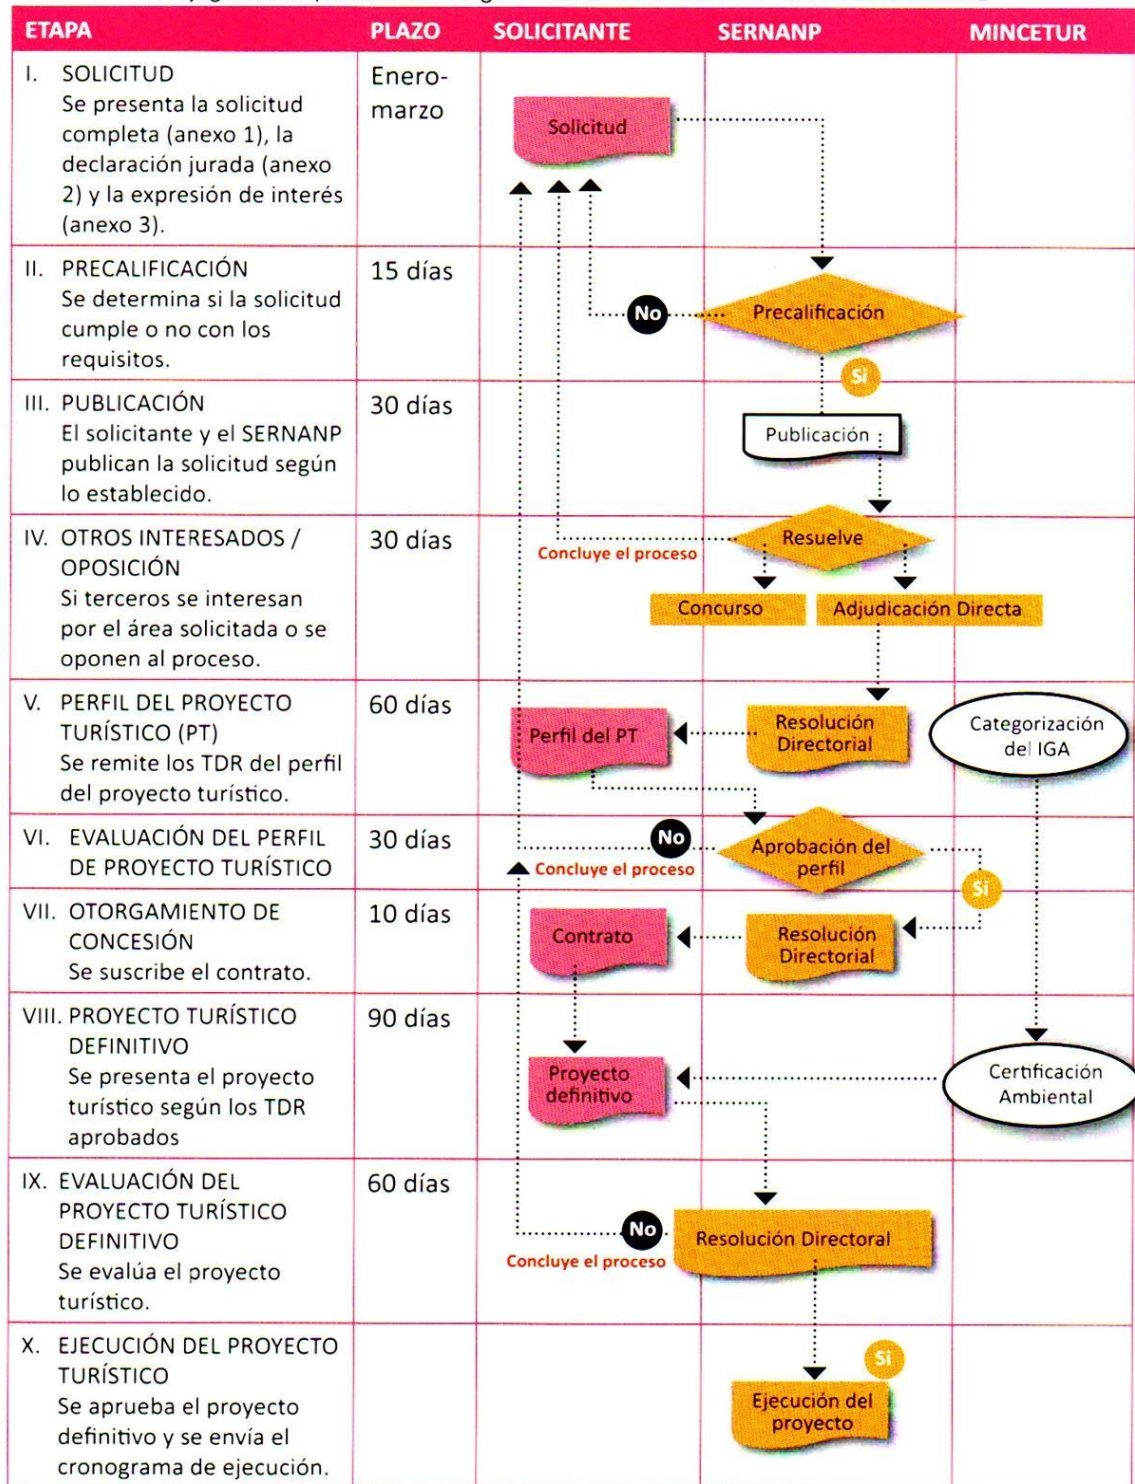 ETAPA
PLAZO
SOLICITANTE
SERNANP
MINCETUR
I. SOLICITUD
Se presenta la solicitud
completa (anexo 1), la
declaración jurada (anexo
2) y la expresión de interés
(anexo 3).
Enero-
marzo
Solicitud
II. PRECALIFICACIÓN
Se determina si la solicitud
cumple o no con los
requisitos.
15 días
No
Precalificación
Si
III. PUBLICACIÓN
El solicitante y el SERNANP
publican la solicitud según
lo establecido.
30 días
Publicación
IV. OTROS INTERESADOS /
OPOSICIÓN
Si terceros se interesan
por el área solicitada o se
oponen al proceso.
30 días
Concluye el proceso
Resuelve
Concurso
Adjudicación Directa
V. PERFIL DEL PROYECTO
TURÍSTICO (PT)
Se remite los TDR del perfil
del proyecto turístico.
60 días
Perfil del PT
Resolución
Directorial
Categorización
del IGA
VI. EVALUACIÓN DEL PERFIL
DE PROYECTO TURÍSTICO
30 días
No
Concluye el proceso
Aprobación del
perfil
Si
VII. OTORGAMIENTO DE
CONCESIÓN
Se suscribe el contrato.
10 días
Contrato
Resolución
Directorial
VIII. PROYECTO TURÍSTICO
DEFINITIVO
Se presenta el proyecto
turístico según los TDR
aprobados
90 días
Proyecto
definitivo
Certificación
Ambiental
IX. EVALUACIÓN DEL
PROYECTO TURÍSTICO
DEFINITIVO
Se evalúa el proyecto
turístico.
60 días
No
Concluye el proceso
Resolución Directoral
X. EJECUCIÓN DEL PROYECTO
TURÍSTICO
Se aprueba el proyecto
definitivo y se envía el
cronograma de ejecución.
Si
Ejecución del
proyecto